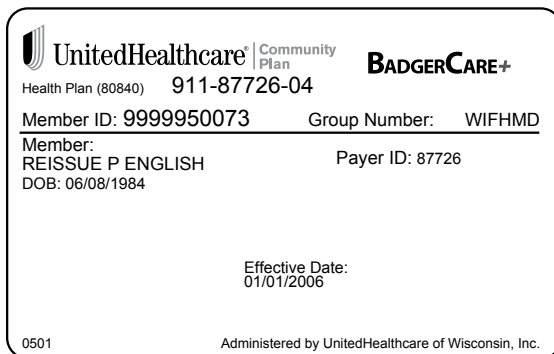 UnitedHealthcare® Community Plan BADGERCARE+
Health Plan (80840) 911-87726-04
Member ID: 9999950073 Group Number: WIFHMD
Member:
REISSUE P ENGLISH
DOB: 06/08/1984
Payer ID: 87726
Effective Date:
01/01/2006
0501 Administered by UnitedHealthcare of Wisconsin, Inc.